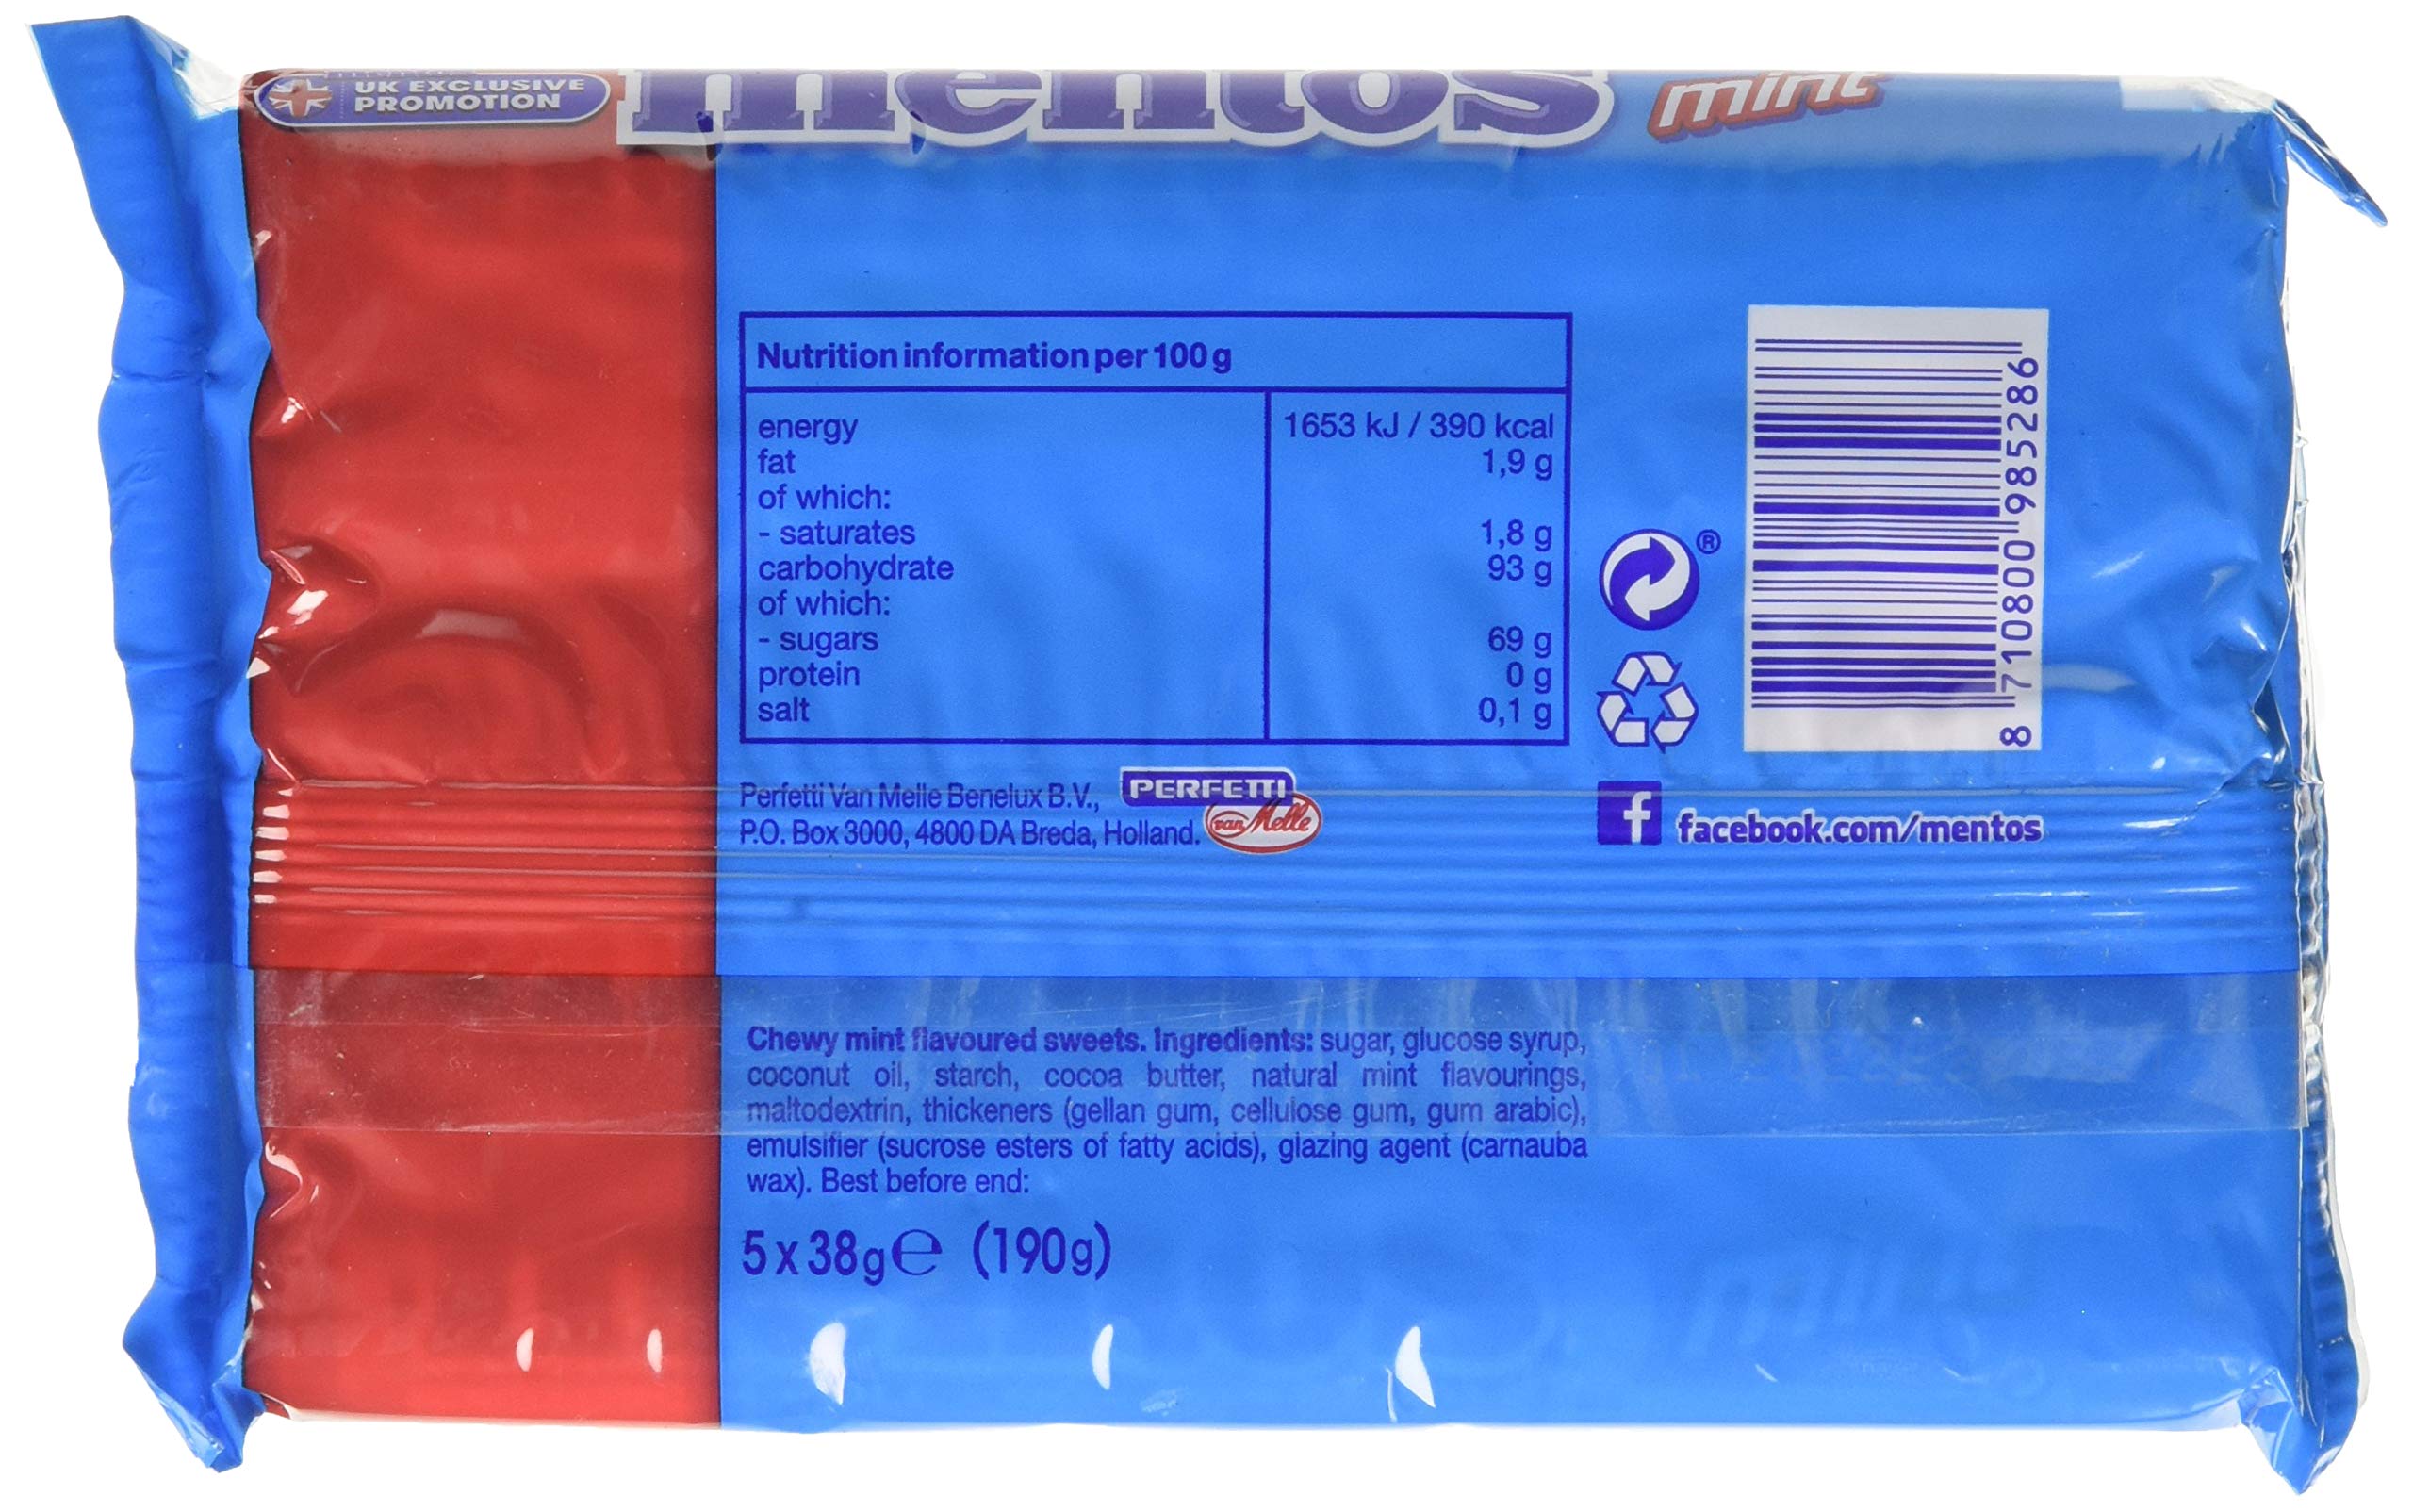 UK EXCLUSIVE
PROMOTION
mentos mint
Nutrition information per 100 g
energy 1653 kJ / 390 kcal
fat 1,9 g
of which:
- saturates 1,8 g
carbohydrate 93 g
of which:
- sugars 69 g
protein 0 g
salt 0,1 g
®
8 710800 985286
Perfetti Van Melle Benelux B.V.,
P.O. Box 3000, 4800 DA Breda, Holland.
PERFETTI
van Melle
f facebook.com/mentos
Chewy mint flavoured sweets. Ingredients: sugar, glucose syrup,
coconut oil, starch, cocoa butter, natural mint flavourings,
maltodextrin, thickeners (gellan gum, cellulose gum, gum arabic),
emulsifier (sucrose esters of fatty acids), glazing agent (carnauba
wax). Best before end:
5 x 38g℮ (190g)